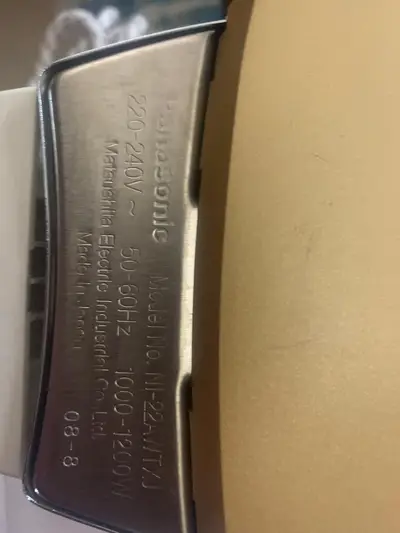 Panasonic Model No. NI-22AWTXJ
220-240V ~ 50-60Hz 1000-1200W
Matsushita Electric Industrial Co., Ltd.
Made in Japan 08-8